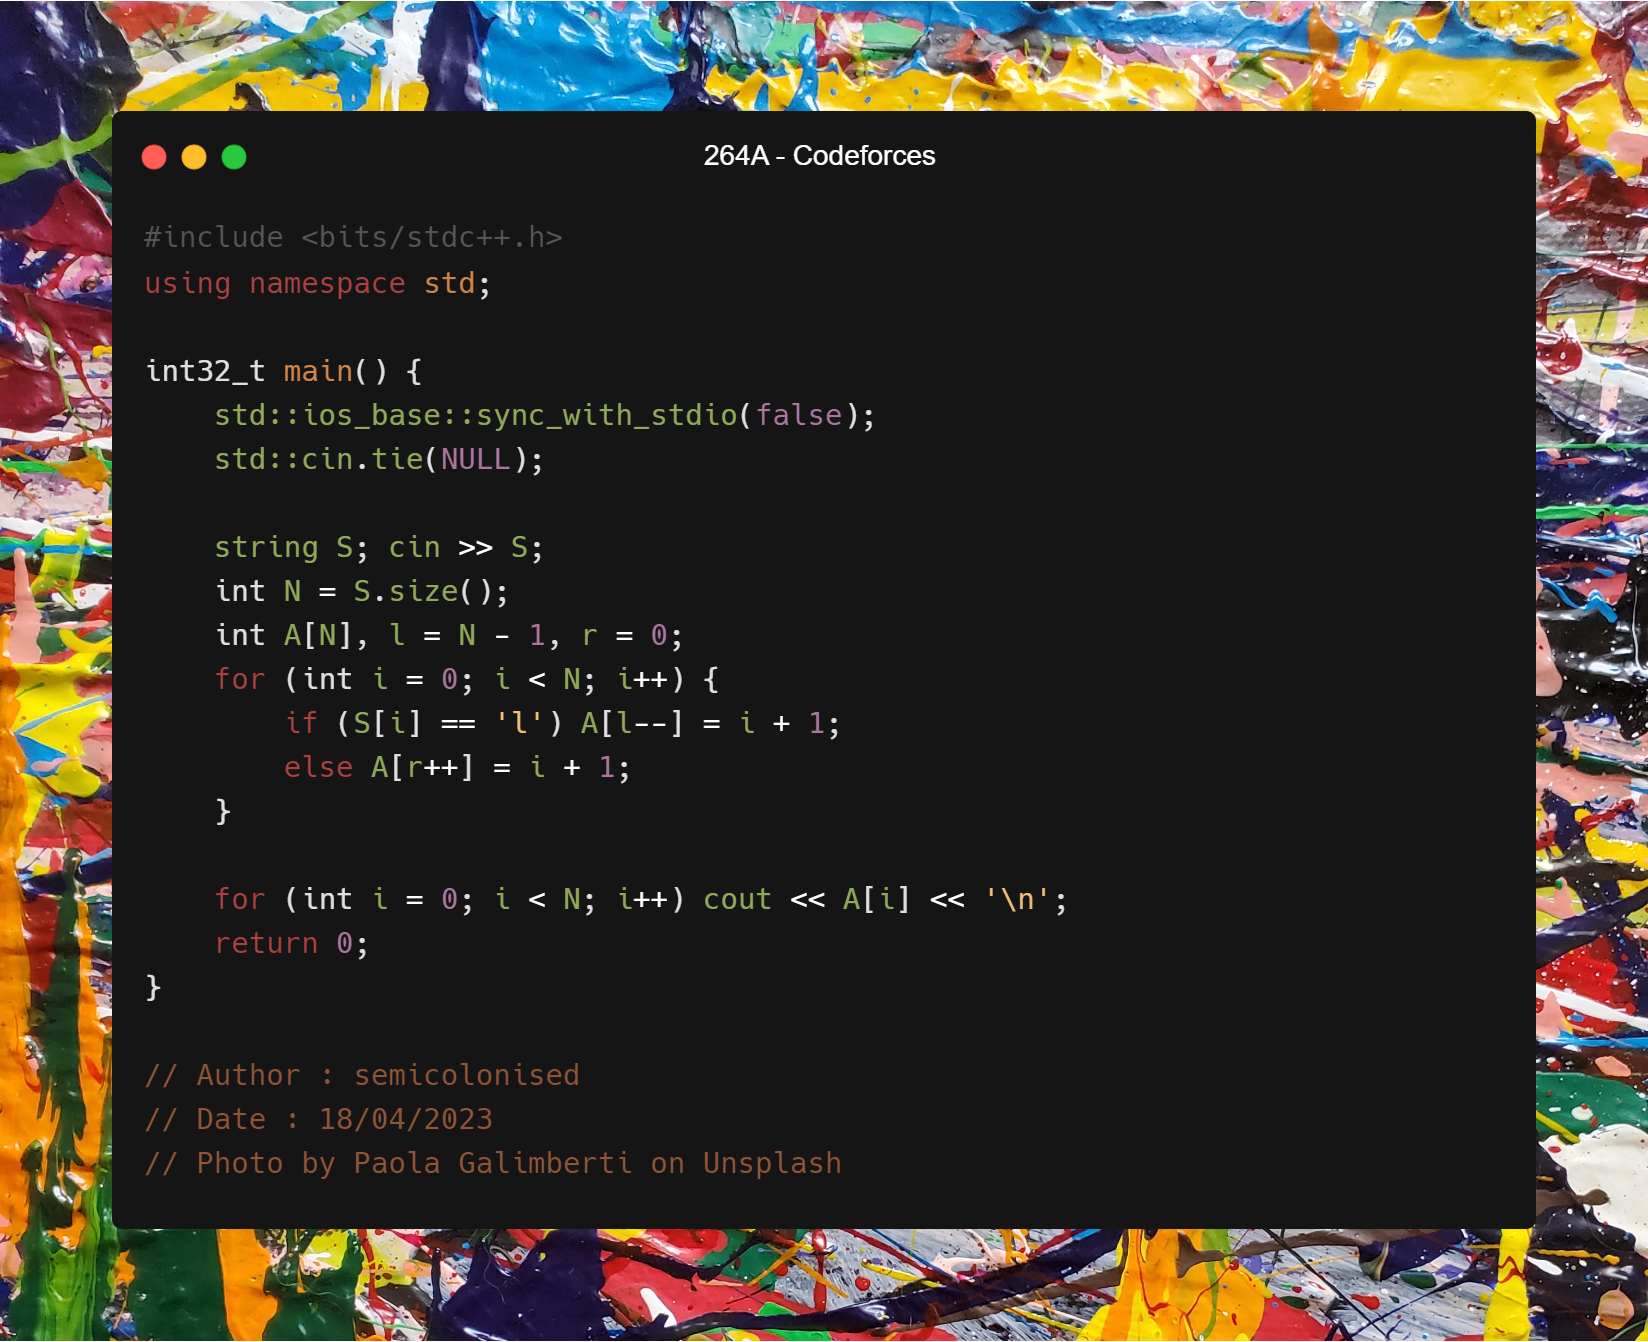 264A - Codeforces
#include <bits/stdc++.h>
using namespace std;
int32_t main() {
    std::ios_base::sync_with_stdio(false);
    std::cin.tie(NULL);
    string S; cin >> S;
    int N = S.size();
    int A[N], l = N - 1, r = 0;
    for (int i = 0; i < N; i++) {
        if (S[i] == 'l') A[l--] = i + 1;
        else A[r++] = i + 1;
    }
    for (int i = 0; i < N; i++) cout << A[i] << '\n';
    return 0;
}
// Author : semicolonised
// Date : 18/04/2023
// Photo by Paola Galimberti on Unsplash